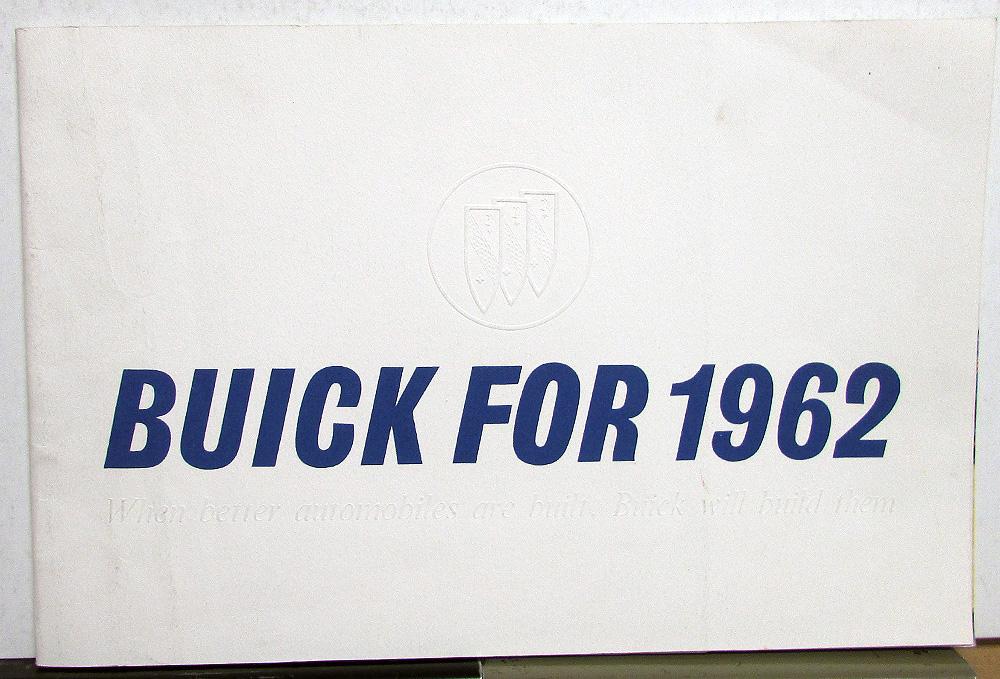 BUICK FOR 1962
When better automobiles are built, Buick will build them